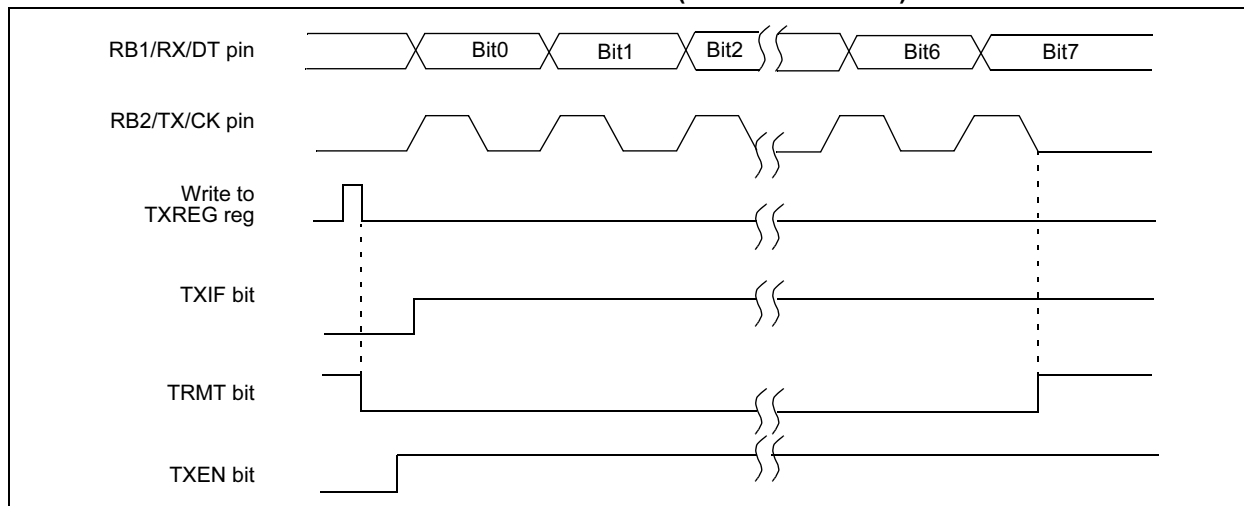 RB1/RX/DT pin
Bit0 Bit1 Bit2 Bit6 Bit7
RB2/TX/CK pin
Write to
TXREG reg
TXIF bit
TRMT bit
TXEN bit